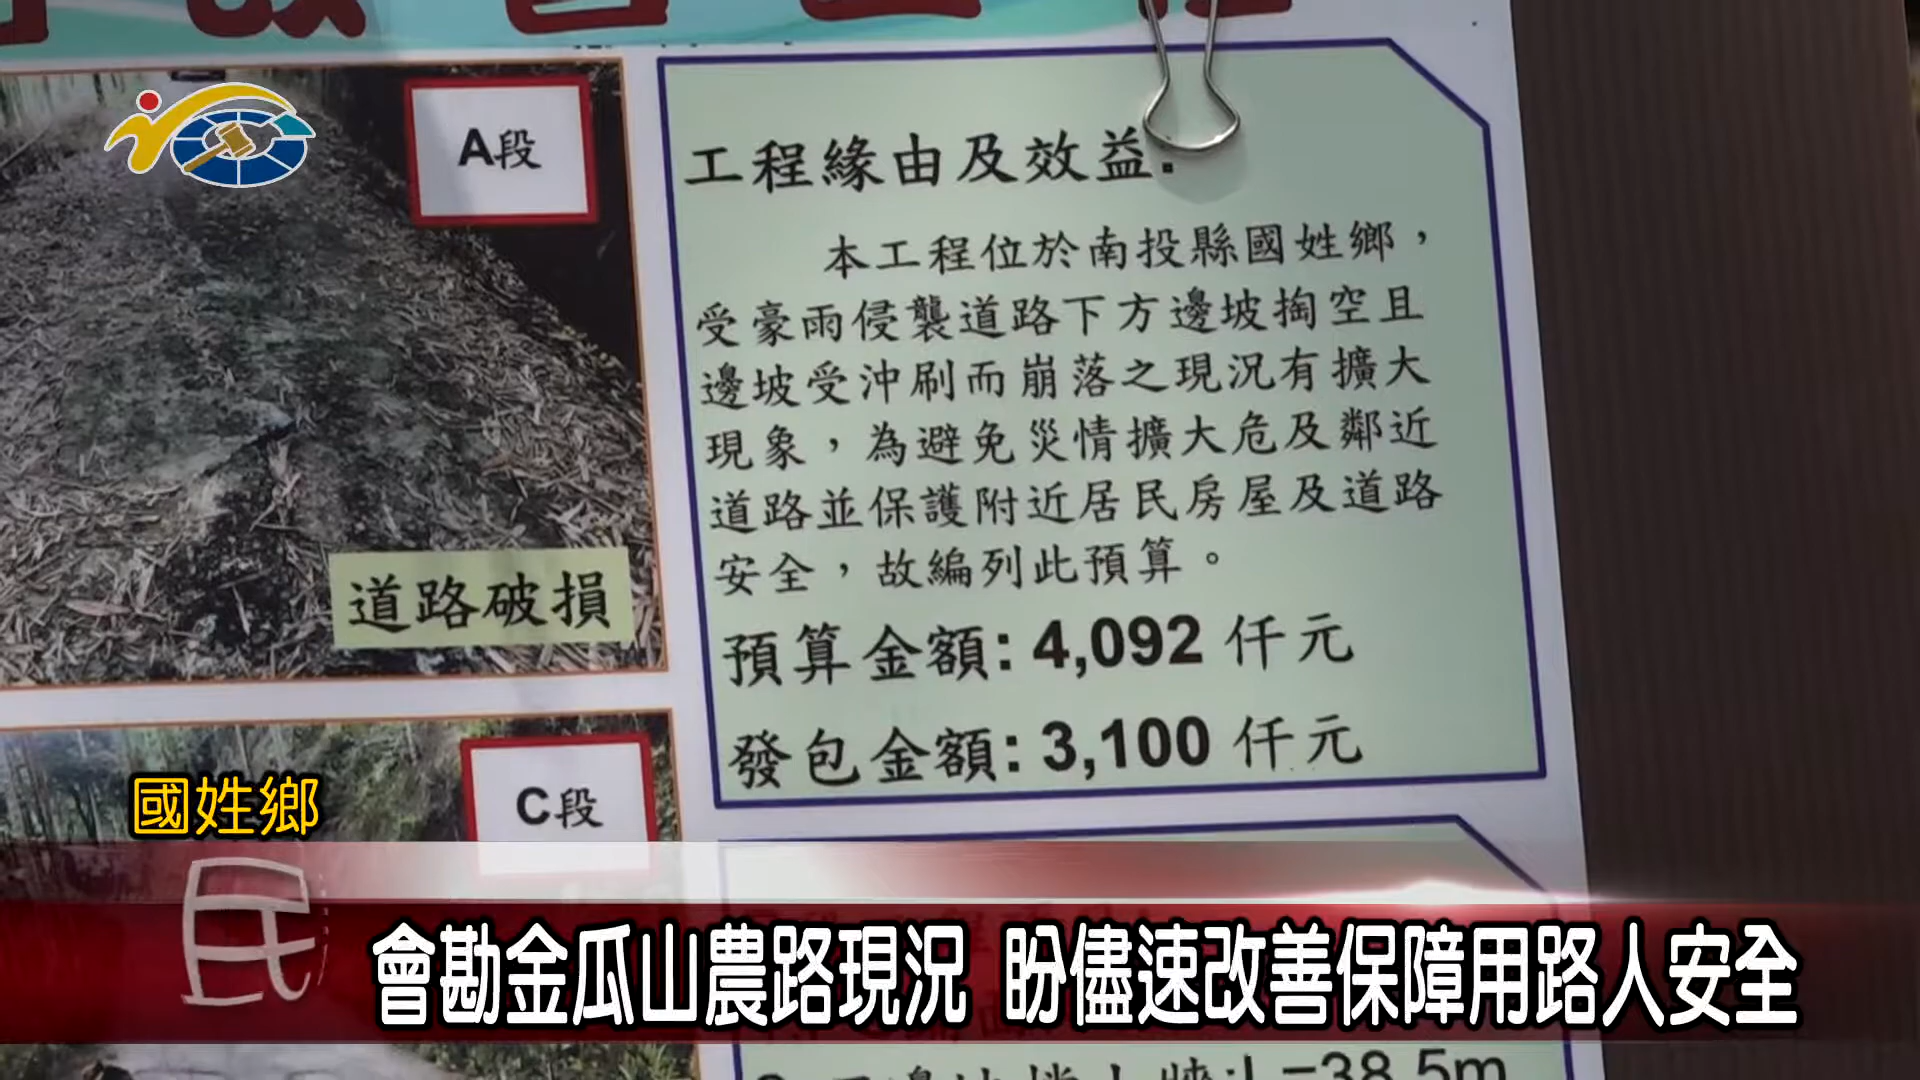 A段
工程緣由及效益:
本工程位於南投縣國姓鄉，
受豪雨侵襲道路下方邊坡掏空且
邊坡受沖刷而崩落之現況有擴大
現象，為避免災情擴大危及鄰近
道路並保護附近居民房屋及道路
安全，故編列此預算。
預算金額: 4,092 仟元
發包金額: 3,100 仟元
道路破損
C段
國姓鄉
民
會勘金瓜山農路現況 盼儘速改善保障用路人安全
L=38.5m